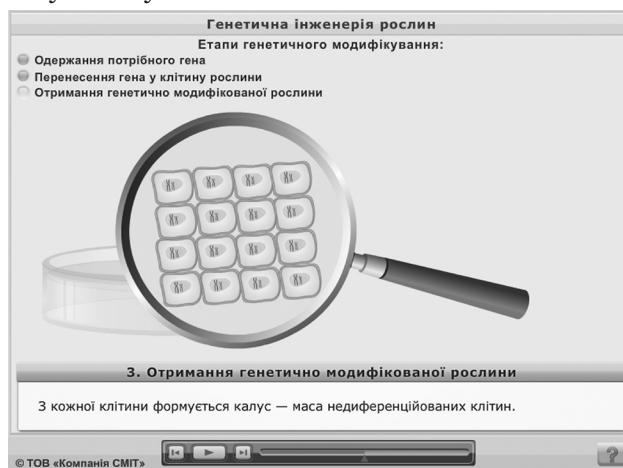 Генетична інженерія рослин
Етапи генетичного модифікування:
Одержання потрібного гена
Перенесення гена у клітину рослини
Отримання генетично модифікованої рослини
3. Отримання генетично модифікованої рослини
З кожної клітини формується калус — маса недиференційованих клітин.
© ТОВ «Компанія СМІТ»
?